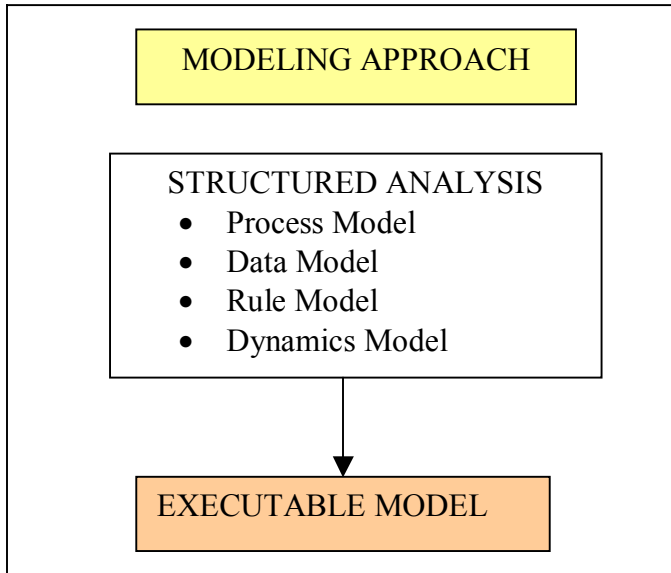 MODELING APPROACH
STRUCTURED ANALYSIS
• Process Model
• Data Model
• Rule Model
• Dynamics Model
EXECUTABLE MODEL